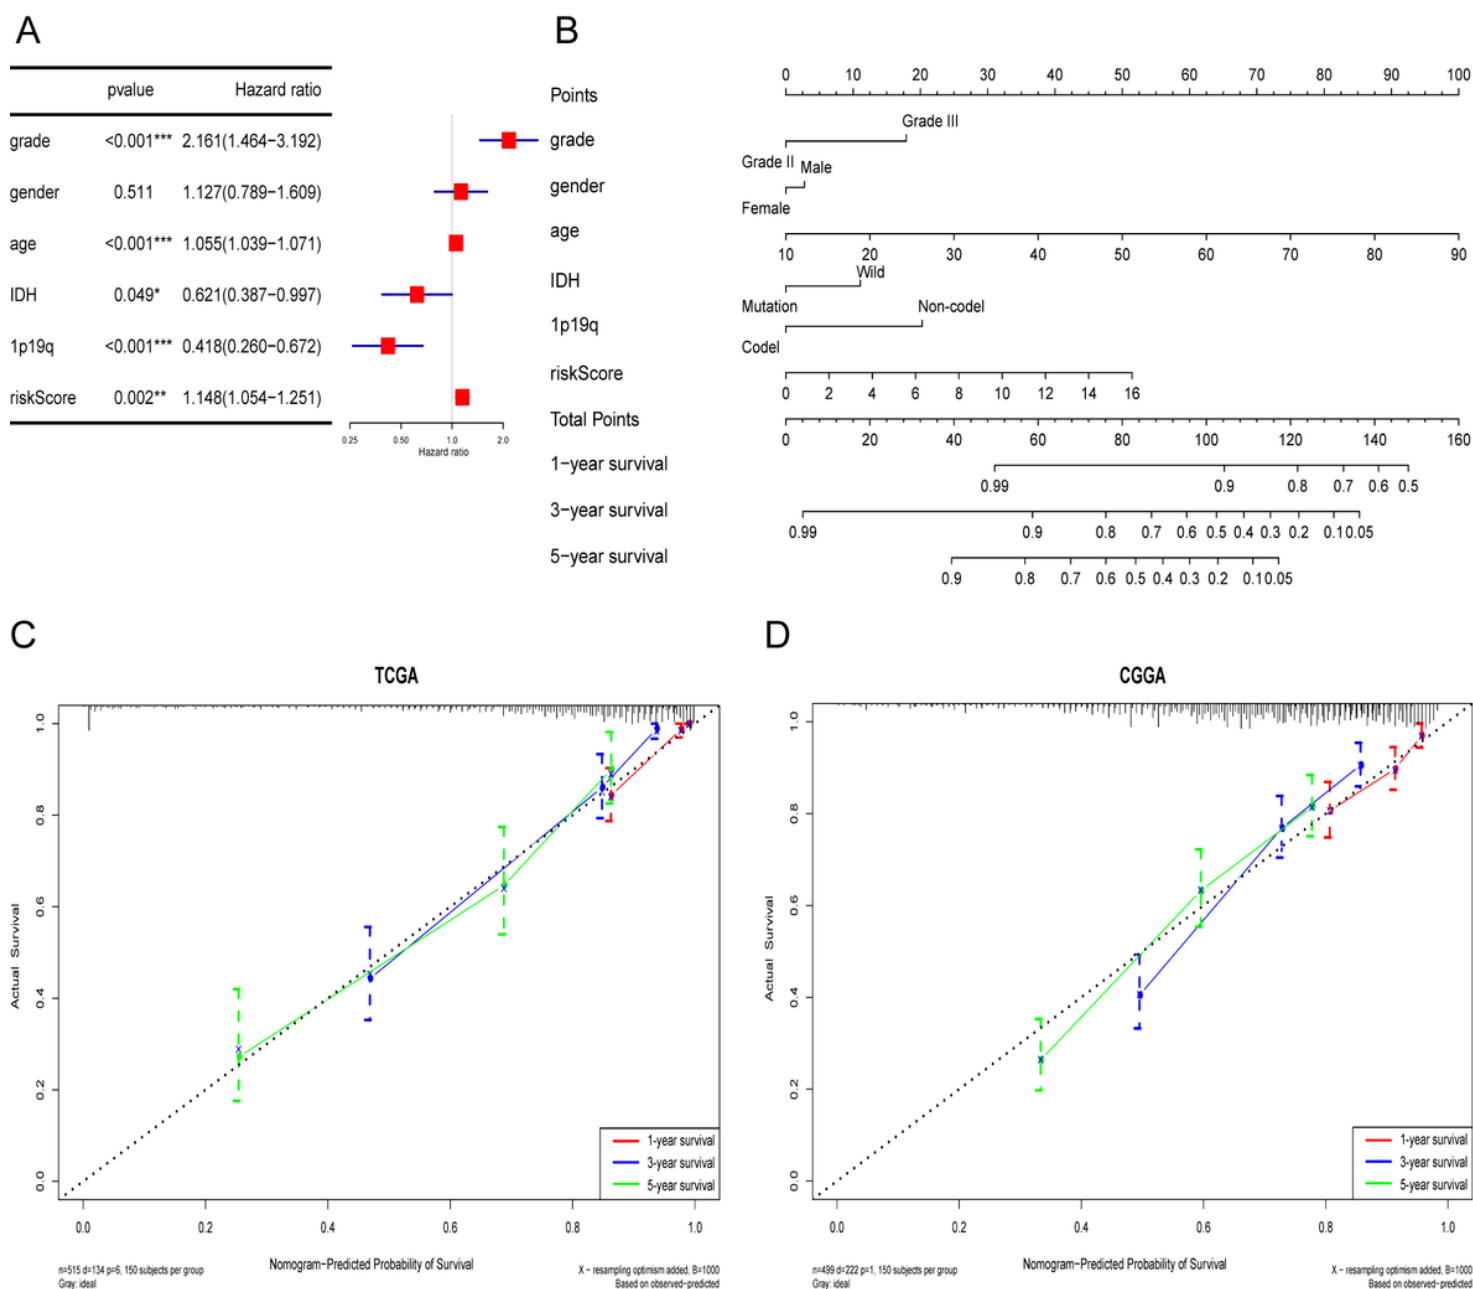 A
pvalue Hazard ratio
grade <0.001*** 2.161(1.464−3.192)
gender 0.511 1.127(0.789−1.609)
age <0.001*** 1.055(1.039−1.071)
IDH 0.049* 0.621(0.387−0.997)
1p19q <0.001*** 0.418(0.260−0.672)
riskScore 0.002** 1.148(1.054−1.251)
0.25 0.50 1.0 2.0
Hazard ratio
B
Points 0 10 20 30 40 50 60 70 80 90 100
grade Grade III
Grade II
gender Male
Female
age 10 20 30 40 50 60 70 80 90
IDH Wild
Mutation
1p19q Non-codel
Codel
riskScore 0 2 4 6 8 10 12 14 16
Total Points 0 20 40 60 80 100 120 140 160
1−year survival 0.99 0.9 0.8 0.7 0.6 0.5
3−year survival 0.99 0.9 0.8 0.7 0.6 0.5 0.4 0.3 0.2 0.1 0.05
5−year survival 0.9 0.8 0.7 0.6 0.5 0.4 0.3 0.2 0.1 0.05
C
TCGA
Actual Survival
1.0
0.8
0.6
0.4
0.2
0.0
1-year survival
3-year survival
5-year survival
0.0 0.2 0.4 0.6 0.8 1.0
Nomogram−Predicted Probability of Survival
n=515 d=134 p=6, 150 subjects per group
Gray: ideal
X − resampling optimism added, B=1000
Based on observed−predicted
D
CGGA
Actual Survival
1.0
0.8
0.6
0.4
0.2
0.0
1-year survival
3-year survival
5-year survival
0.0 0.2 0.4 0.6 0.8 1.0
Nomogram−Predicted Probability of Survival
n=499 d=222 p=1, 150 subjects per group
Gray: ideal
X − resampling optimism added, B=1000
Based on observed−predicted